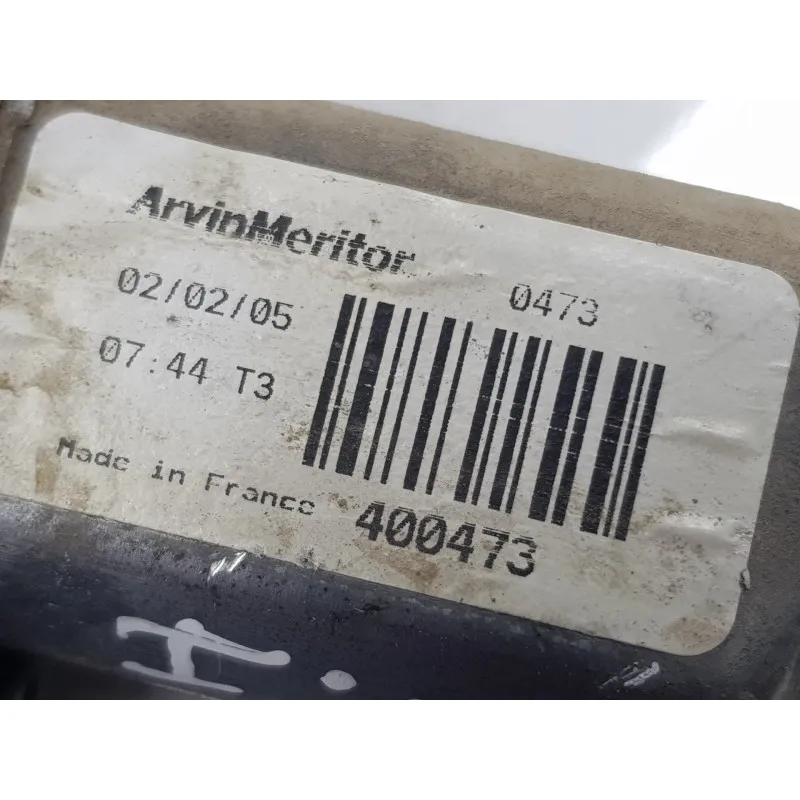 ArvinMeritor
02/02/05
0473
07:44 T3
Made in France
400473